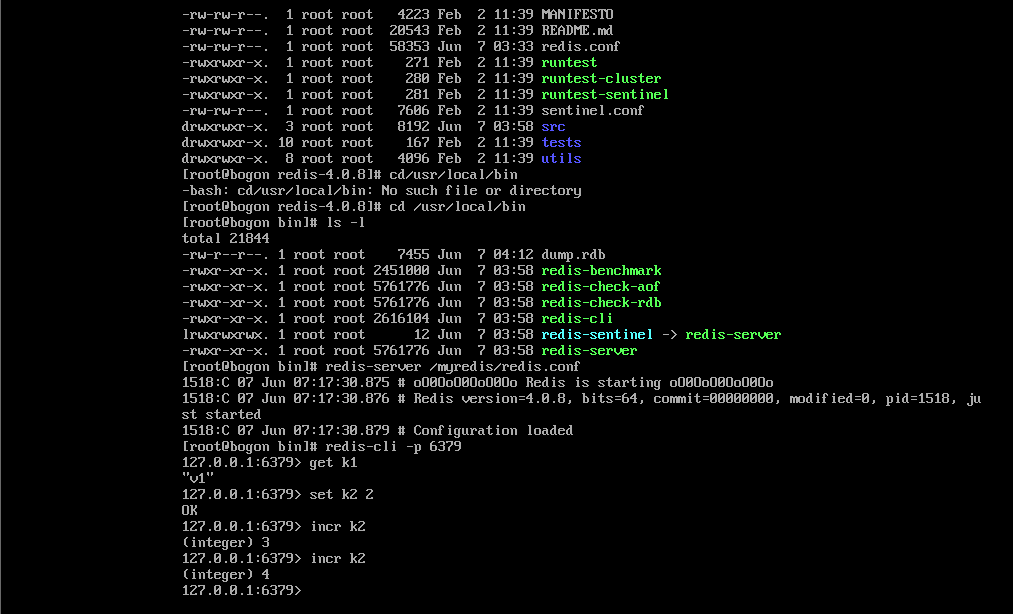 -rw-rw-r--.  1 root root   4223 Feb  2 11:39 MANIFESTO
-rw-rw-r--.  1 root root  20543 Feb  2 11:39 README.md
-rw-rw-r--.  1 root root  58353 Jun  7 03:33 redis.conf
-rwxrwxr-x.  1 root root    271 Feb  2 11:39 runtest
-rwxrwxr-x.  1 root root    280 Feb  2 11:39 runtest-cluster
-rwxrwxr-x.  1 root root    281 Feb  2 11:39 runtest-sentinel
-rw-rw-r--.  1 root root   7606 Feb  2 11:39 sentinel.conf
drwxrwxr-x.  3 root root   8192 Jun  7 03:58 src
drwxrwxr-x. 10 root root    167 Feb  2 11:39 tests
drwxrwxr-x.  8 root root   4096 Feb  2 11:39 utils
[root@bogon redis-4.0.8]# cd/usr/local/bin
-bash: cd/usr/local/bin: No such file or directory
[root@bogon redis-4.0.8]# cd /usr/local/bin
[root@bogon bin]# ls -l
total 21844
-rw-r--r--. 1 root root    7455 Jun  7 04:12 dump.rdb
-rwxr-xr-x. 1 root root 2451000 Jun  7 03:58 redis-benchmark
-rwxr-xr-x. 1 root root 5761776 Jun  7 03:58 redis-check-aof
-rwxr-xr-x. 1 root root 5761776 Jun  7 03:58 redis-check-rdb
-rwxr-xr-x. 1 root root 2616104 Jun  7 03:58 redis-cli
lrwxrwxrwx. 1 root root      12 Jun  7 03:58 redis-sentinel -> redis-server
-rwxr-xr-x. 1 root root 5761776 Jun  7 03:58 redis-server
[root@bogon bin]# redis-server /myredis/redis.conf
1518:C 07 Jun 07:17:30.875 # oO0OoO0OoO0Oo Redis is starting oO0OoO0OoO0Oo
1518:C 07 Jun 07:17:30.876 # Redis version=4.0.8, bits=64, commit=00000000, modified=0, pid=1518, ju
st started
1518:C 07 Jun 07:17:30.879 # Configuration loaded
[root@bogon bin]# redis-cli -p 6379
127.0.0.1:6379> get k1
"v1"
127.0.0.1:6379> set k2 2
OK
127.0.0.1:6379> incr k2
(integer) 3
127.0.0.1:6379> incr k2
(integer) 4
127.0.0.1:6379>